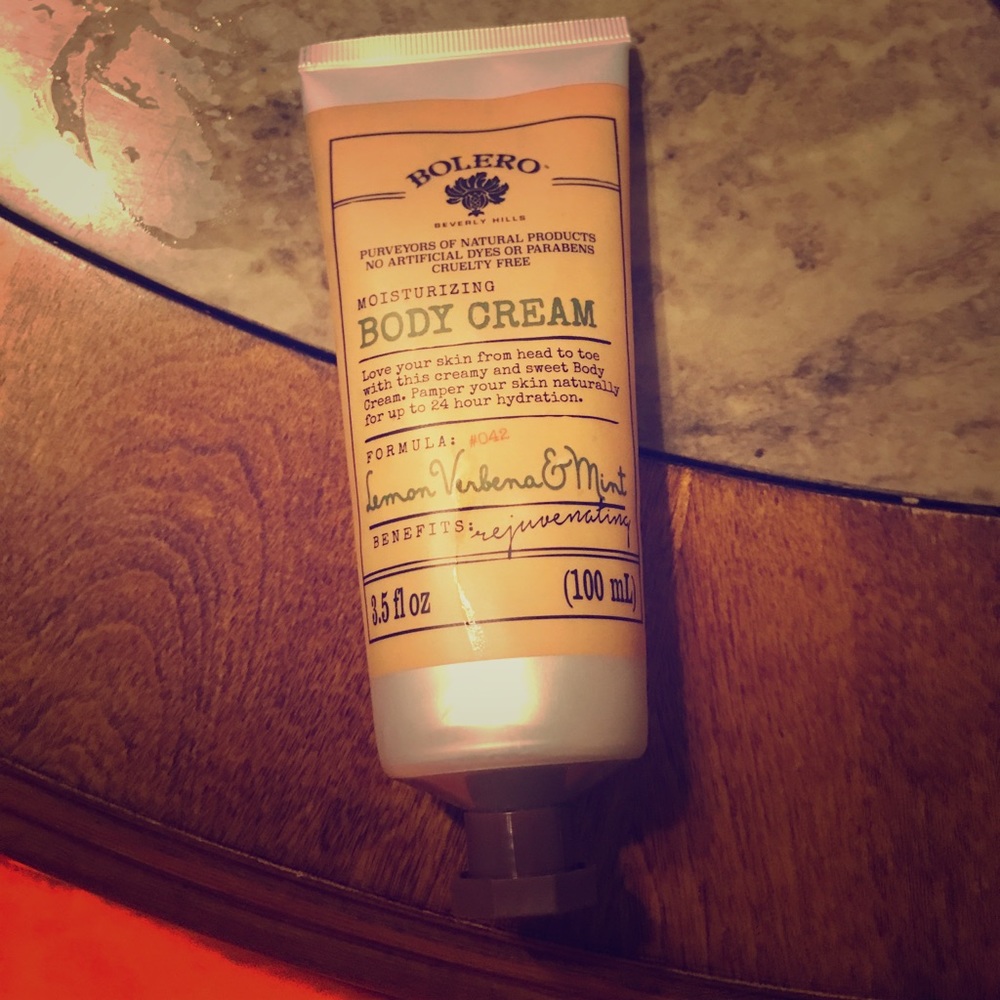 BOLERO™
BEVERLY HILLS
PURVEYORS OF NATURAL PRODUCTS
NO ARTIFICIAL DYES OR PARABENS
CRUELTY FREE
MOISTURIZING
BODY CREAM
Love your skin from head to toe
with this creamy and sweet Body
Cream. Pamper your skin naturally
for up to 24 hour hydration.
FORMULA: #042
Lemon Verbena & Mint
BENEFITS: rejuvenating
3.5 fl oz (100 mL)